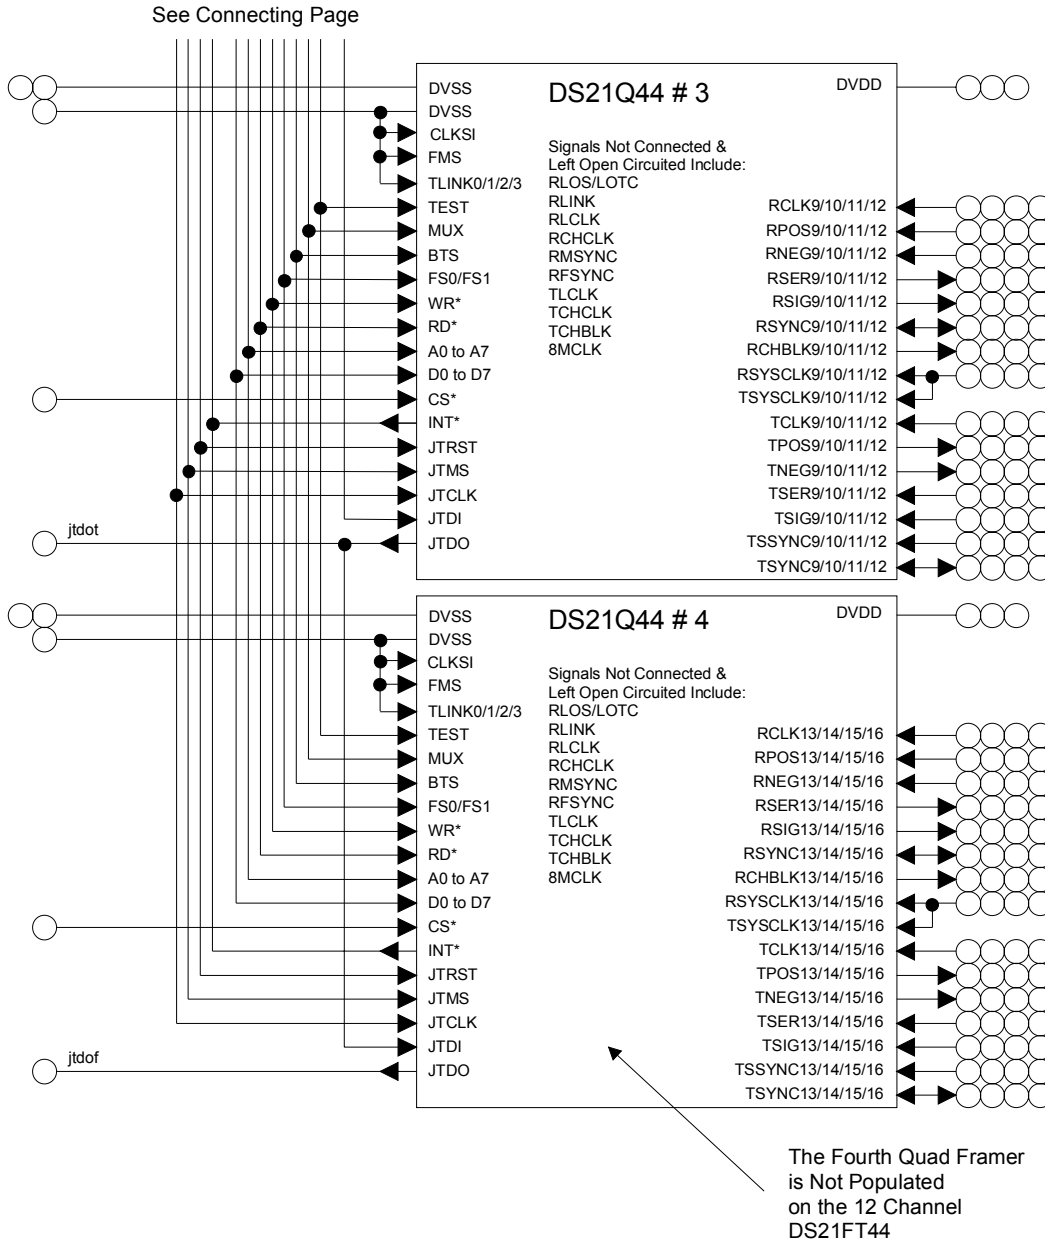 See Connecting Page
DS21Q44 # 3
DVSS
DVSS
CLKSI
FMS
TLINK0/1/2/3
TEST
MUX
BTS
FS0/FS1
WR*
RD*
A0 to A7
D0 to D7
CS*
INT*
JTRST
JTMS
JTCLK
JTDI
JTDO
jtdot
Signals Not Connected &
Left Open Circuited Include:
RLOS/LOTC
RLINK
RLCLK
RCHCLK
RMSYNC
RFSYNC
TLCLK
TCHCLK
TCHBLK
8MCLK
DVDD
RCLK9/10/11/12
RPOS9/10/11/12
RNEG9/10/11/12
RSER9/10/11/12
RSIG9/10/11/12
RSYNC9/10/11/12
RCHBLK9/10/11/12
RSYSCLK9/10/11/12
TSYSCLK9/10/11/12
TCLK9/10/11/12
TPOS9/10/11/12
TNEG9/10/11/12
TSER9/10/11/12
TSIG9/10/11/12
TSSYNC9/10/11/12
TSYNC9/10/11/12
DS21Q44 # 4
DVSS
DVSS
CLKSI
FMS
TLINK0/1/2/3
TEST
MUX
BTS
FS0/FS1
WR*
RD*
A0 to A7
D0 to D7
CS*
INT*
JTRST
JTMS
JTCLK
JTDI
JTDO
jtdof
Signals Not Connected &
Left Open Circuited Include:
RLOS/LOTC
RLINK
RLCLK
RCHCLK
RMSYNC
RFSYNC
TLCLK
TCHCLK
TCHBLK
8MCLK
DVDD
RCLK13/14/15/16
RPOS13/14/15/16
RNEG13/14/15/16
RSER13/14/15/16
RSIG13/14/15/16
RSYNC13/14/15/16
RCHBLK13/14/15/16
RSYSCLK13/14/15/16
TSYSCLK13/14/15/16
TCLK13/14/15/16
TPOS13/14/15/16
TNEG13/14/15/16
TSER13/14/15/16
TSIG13/14/15/16
TSSYNC13/14/15/16
TSYNC13/14/15/16
The Fourth Quad Framer
is Not Populated
on the 12 Channel
DS21FT44